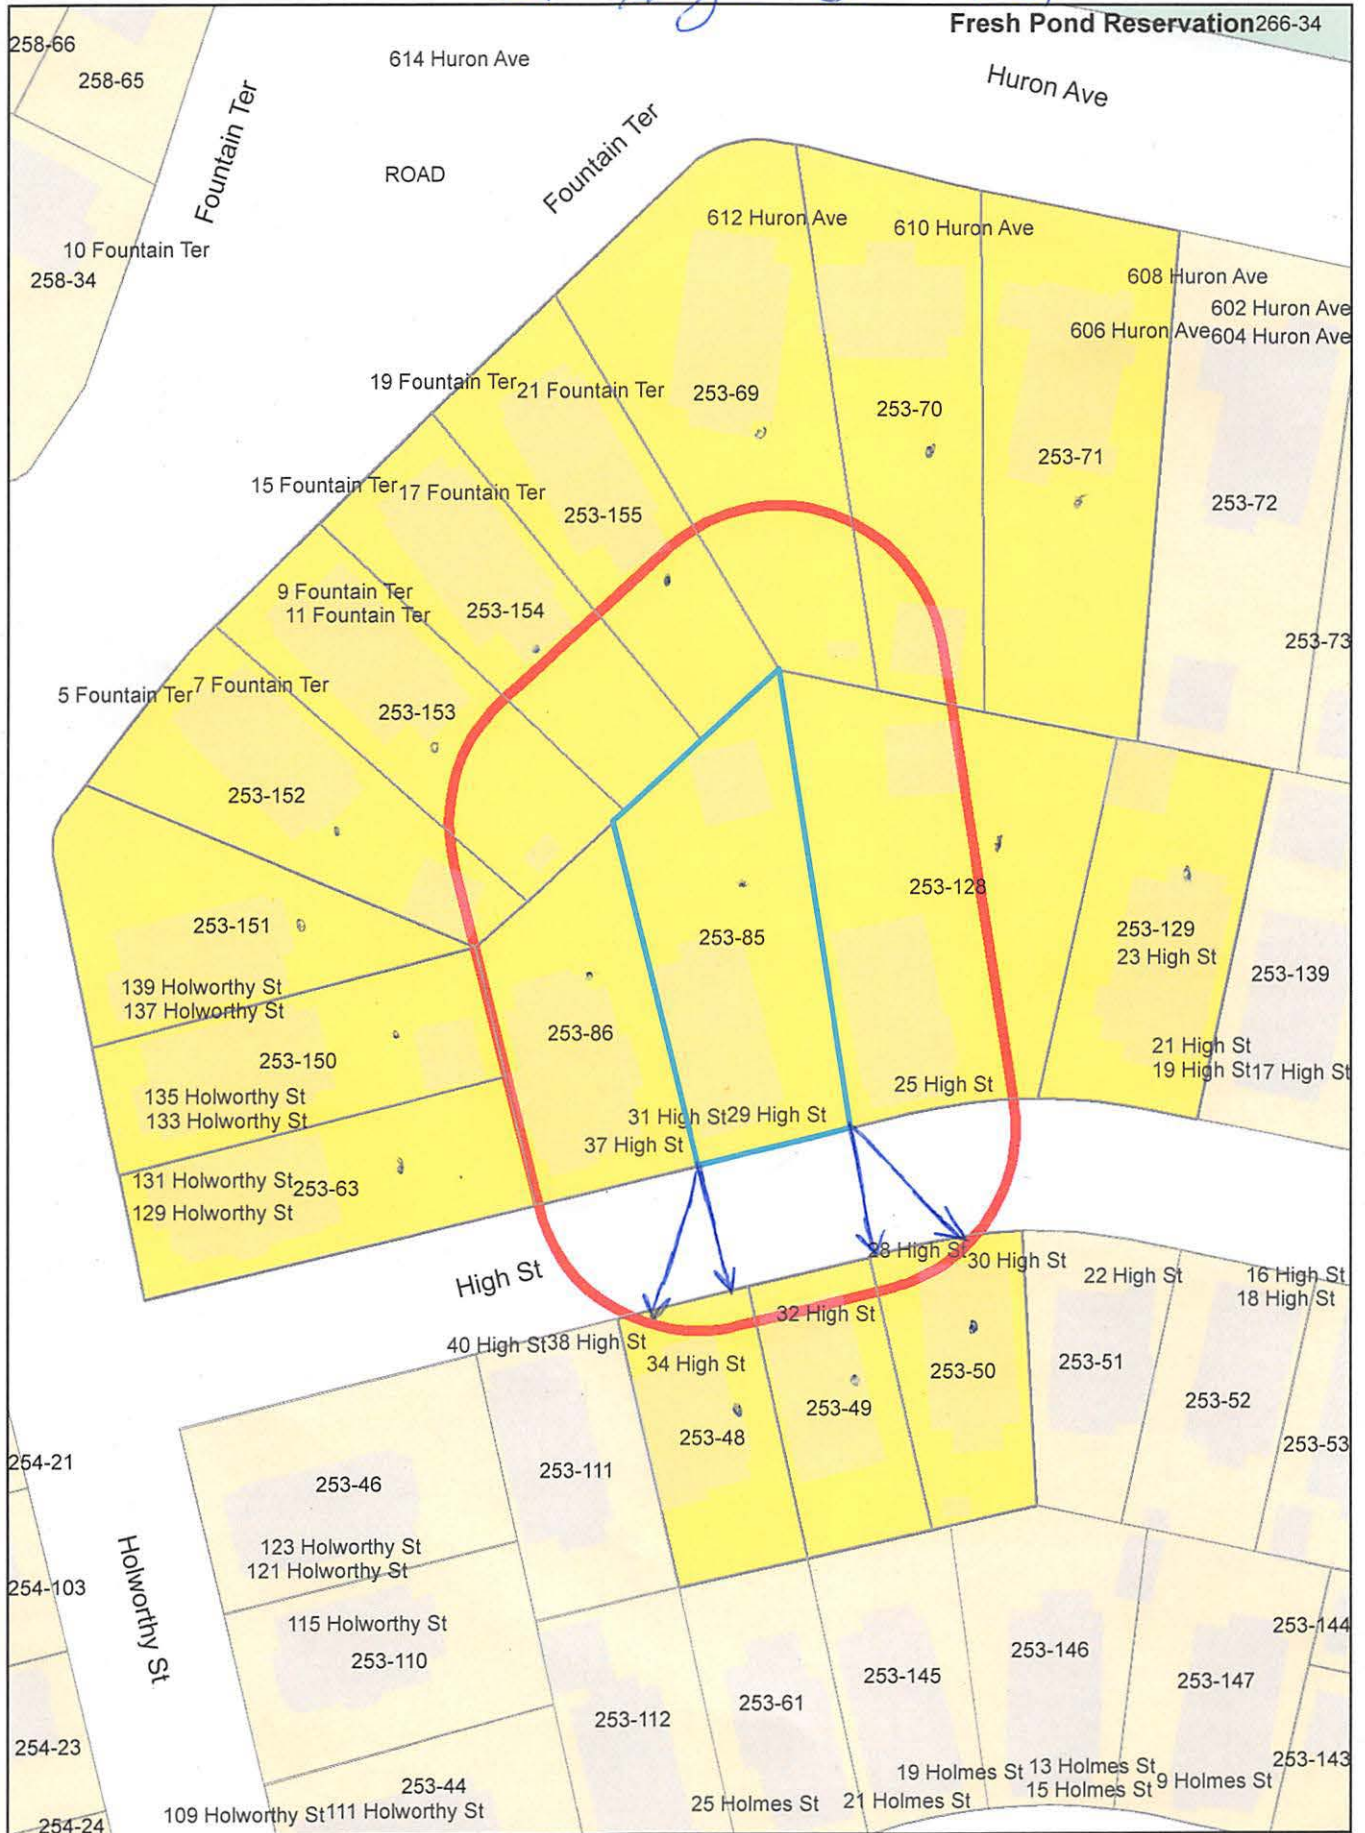 Fresh Pond Reservation 266-34
258-66
258-65
614 Huron Ave
Huron Ave
Fountain Ter
Fountain Ter
ROAD
10 Fountain Ter
258-34
612 Huron Ave
610 Huron Ave
608 Huron Ave
602 Huron Ave
606 Huron Ave
604 Huron Ave
19 Fountain Ter
21 Fountain Ter
253-69
253-70
253-71
253-72
15 Fountain Ter
17 Fountain Ter
253-155
9 Fountain Ter
11 Fountain Ter
253-154
253-73
5 Fountain Ter
7 Fountain Ter
253-153
253-152
253-128
253-151
253-85
253-129
23 High St
253-139
139 Holworthy St
137 Holworthy St
253-86
253-150
21 High St
19 High St
17 High St
25 High St
135 Holworthy St
133 Holworthy St
31 High St
29 High St
37 High St
131 Holworthy St
253-63
129 Holworthy St
High St
28 High St
30 High St
22 High St
16 High St
18 High St
32 High St
40 High St
38 High St
34 High St
253-51
253-50
253-52
253-49
253-48
253-53
254-21
253-46
253-111
123 Holworthy St
121 Holworthy St
254-103
Holworthy St
115 Holworthy St
253-110
253-144
253-146
253-145
253-147
253-61
253-112
254-23
253-143
19 Holmes St
13 Holmes St
15 Holmes St
9 Holmes St
253-44
109 Holworthy St
111 Holworthy St
25 Holmes St
21 Holmes St
254-24